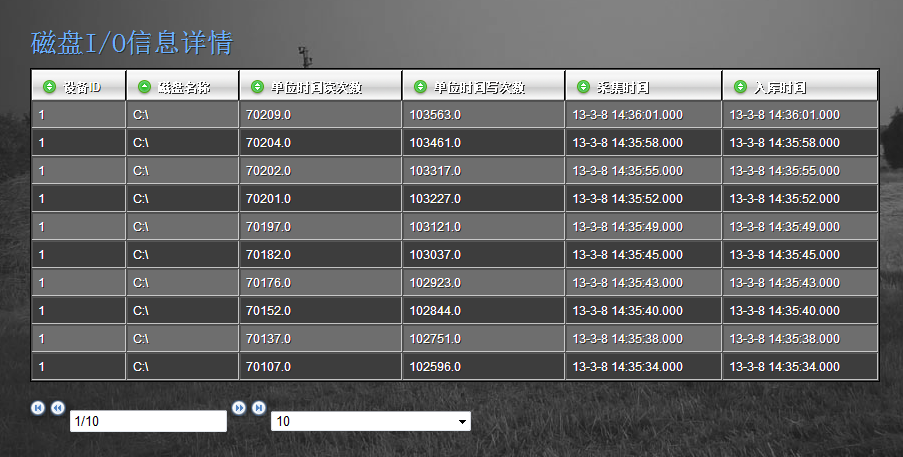 磁盘I/O信息详情
设备ID 磁盘名称 单位时间读次数 单位时间写次数 采集时间 入库时间
1 C:\ 70209.0 103563.0 13-3-8 14:36:01.000 13-3-8 14:36:01.000
1 C:\ 70204.0 103461.0 13-3-8 14:35:58.000 13-3-8 14:35:58.000
1 C:\ 70202.0 103317.0 13-3-8 14:35:55.000 13-3-8 14:35:55.000
1 C:\ 70201.0 103227.0 13-3-8 14:35:52.000 13-3-8 14:35:52.000
1 C:\ 70197.0 103121.0 13-3-8 14:35:49.000 13-3-8 14:35:49.000
1 C:\ 70182.0 103037.0 13-3-8 14:35:45.000 13-3-8 14:35:45.000
1 C:\ 70176.0 102923.0 13-3-8 14:35:43.000 13-3-8 14:35:43.000
1 C:\ 70152.0 102844.0 13-3-8 14:35:40.000 13-3-8 14:35:40.000
1 C:\ 70137.0 102751.0 13-3-8 14:35:38.000 13-3-8 14:35:38.000
1 C:\ 70107.0 102596.0 13-3-8 14:35:34.000 13-3-8 14:35:34.000
1/10 10